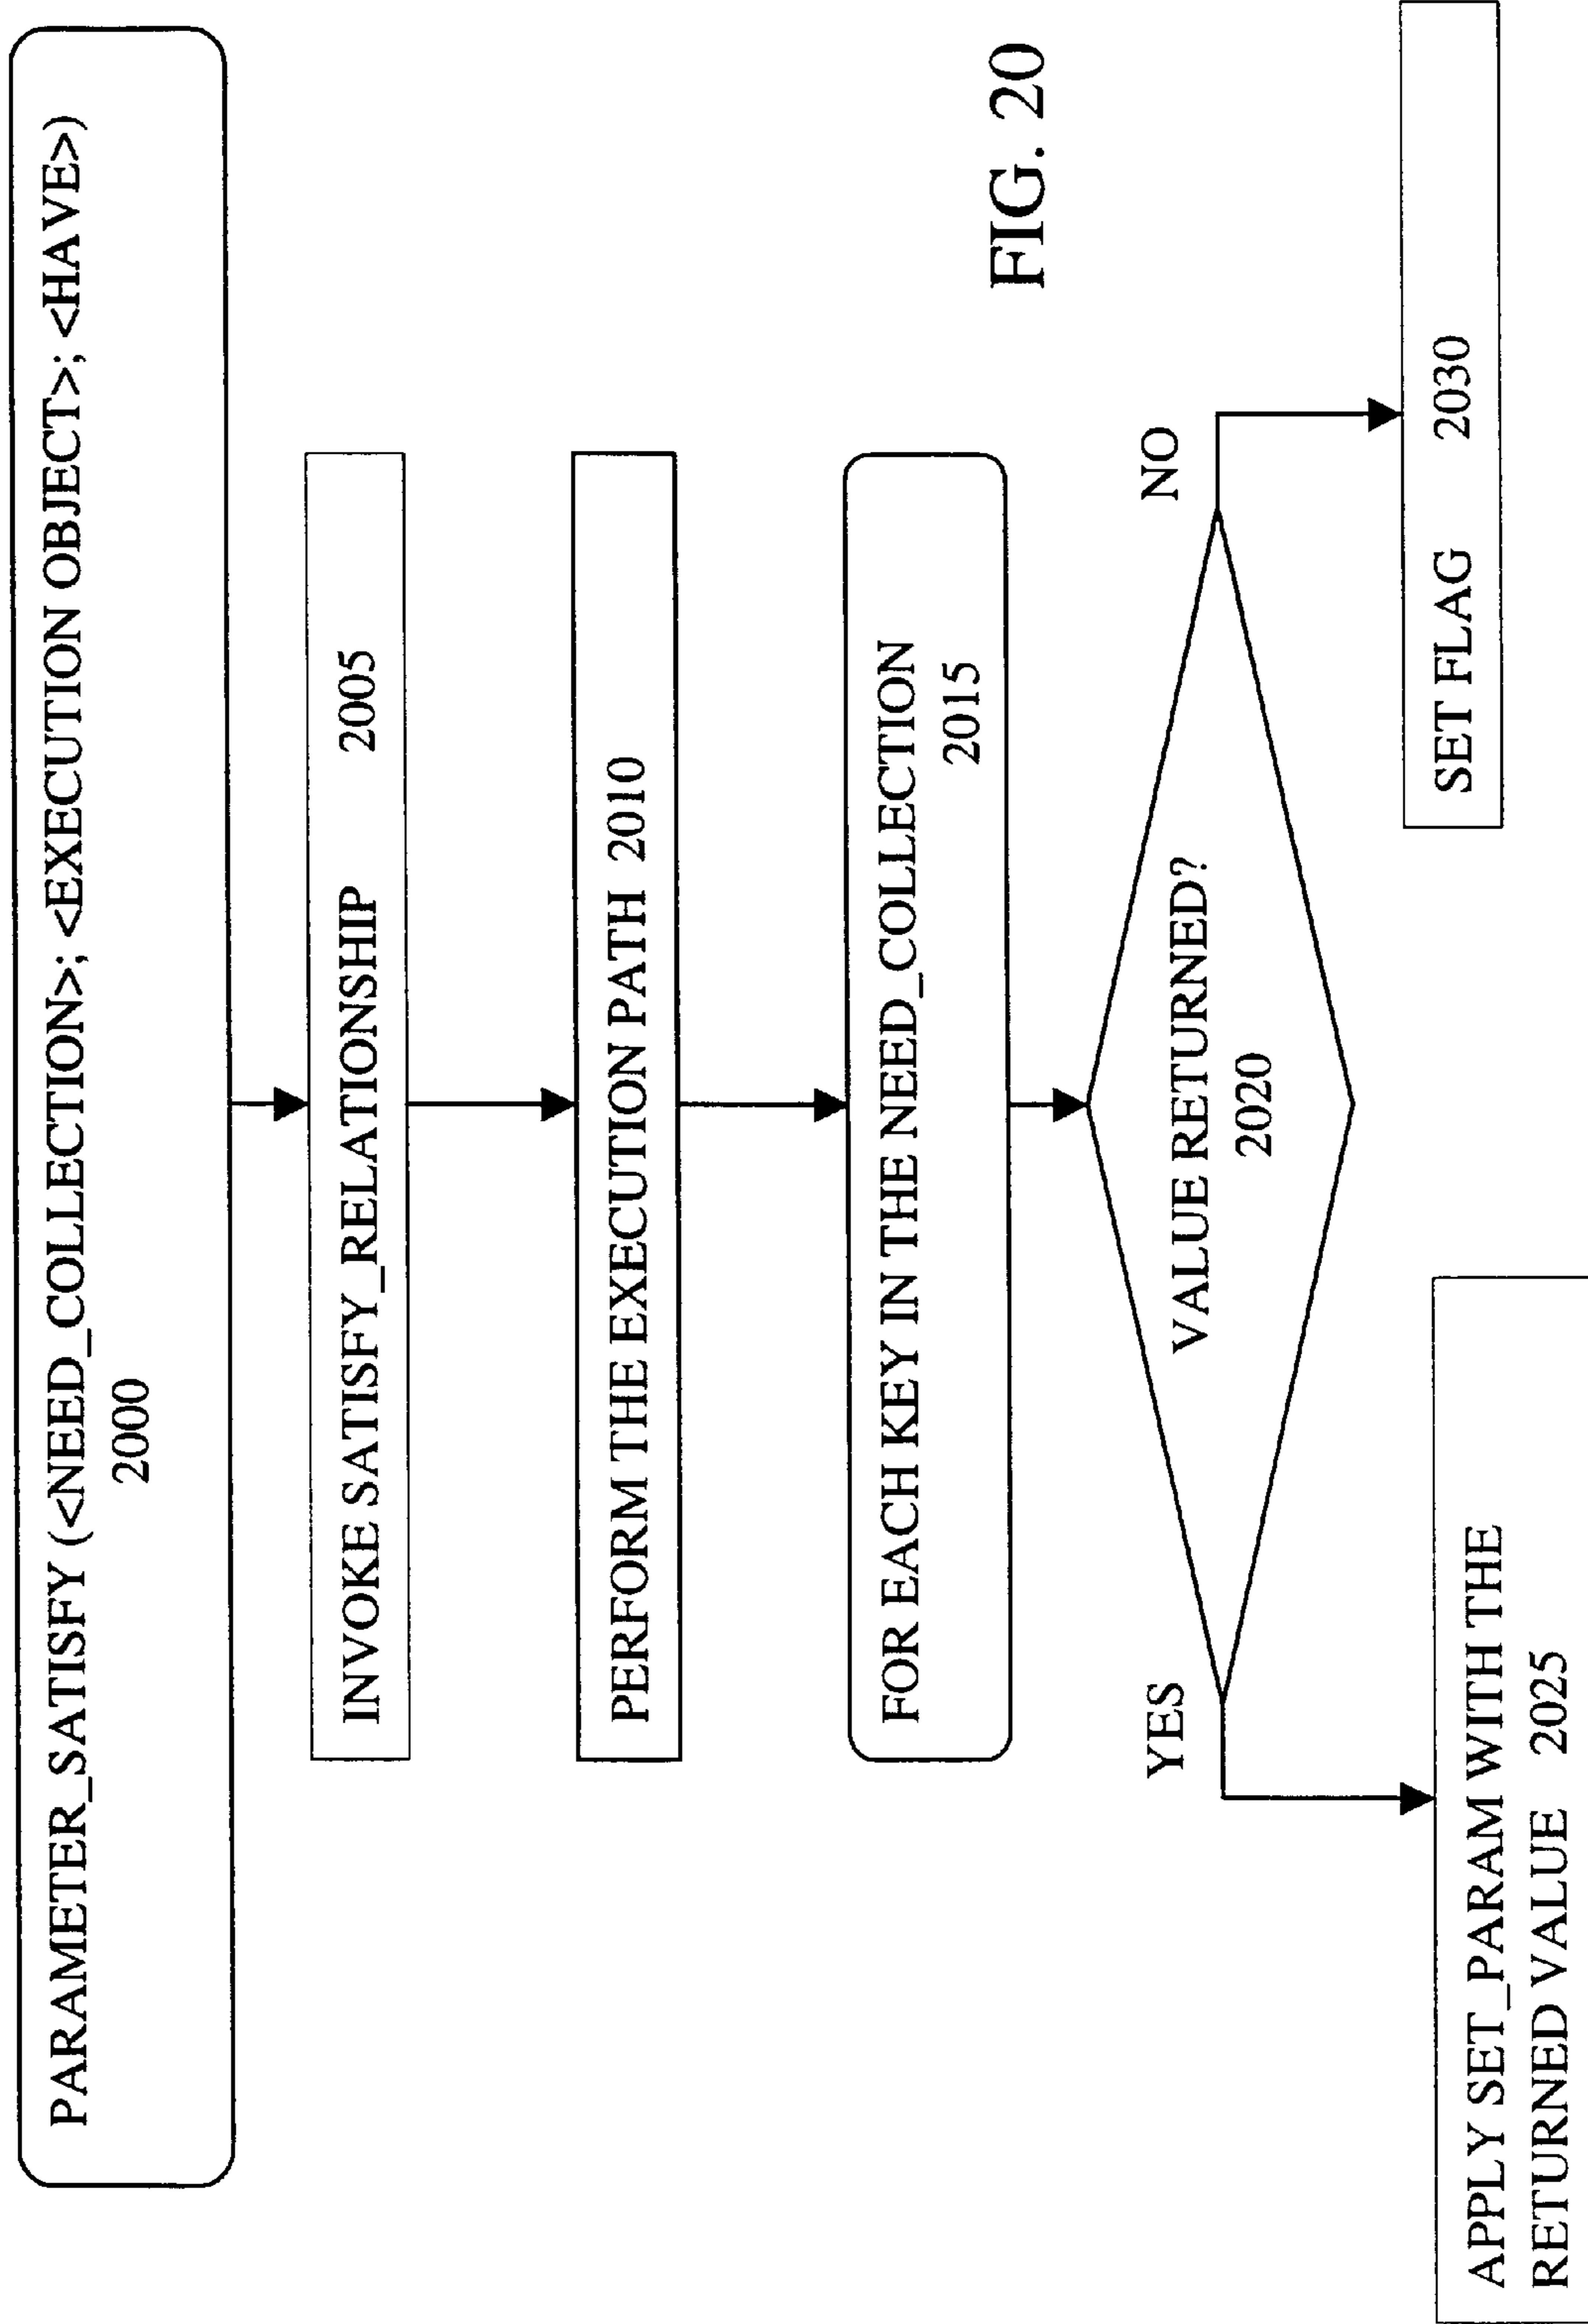 PARAMETER_SATISFY (<NEED_COLLECTION>; <EXECUTION OBJECT>; <HAVE>)
2000
INVOKE SATISFY_RELATIONSHIP 2005
PERFORM THE EXECUTION PATH 2010
FOR EACH KEY IN THE NEED_COLLECTION
2015
FIG. 20
YES
VALUE RETURNED?
2020
NO
APPLY SET_PARAM WITH THE
RETURNED VALUE 2025
SET FLAG 2030